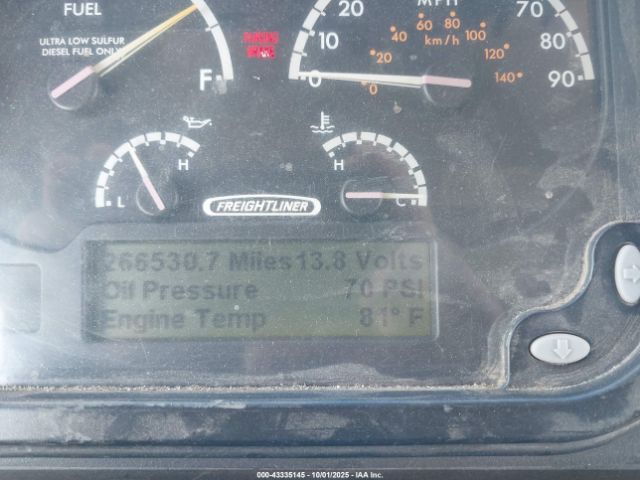 FUEL
ULTRA LOW SULFUR
DIESEL FUEL ONLY
F
MPH
0
10
20
70
80
90
km/h
0
20
40
60
80
100
120
140
L
H
H
C
FREIGHTLINER
266530.7 Miles 13.8 Volts
Oil Pressure 70 PSI
Engine Temp 81° F
000-43335145 - 10/01/2025 - IAA Inc.